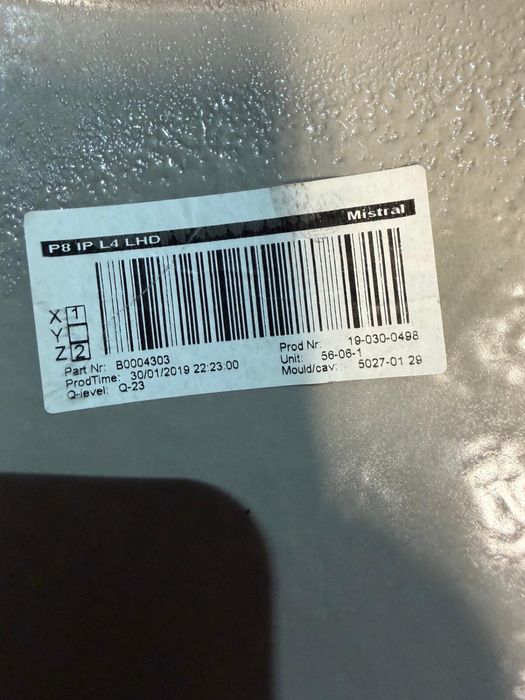 P8 IP L4 LHD Mistral
X 1
Y
Z 2
Part Nr: B0004303
ProdTime: 30/01/2019 22:23:00
Q-level: Q-23
Prod Nr. 19-030-0498
Unit: 56-06-1
Mould/cav: 5027-01 29